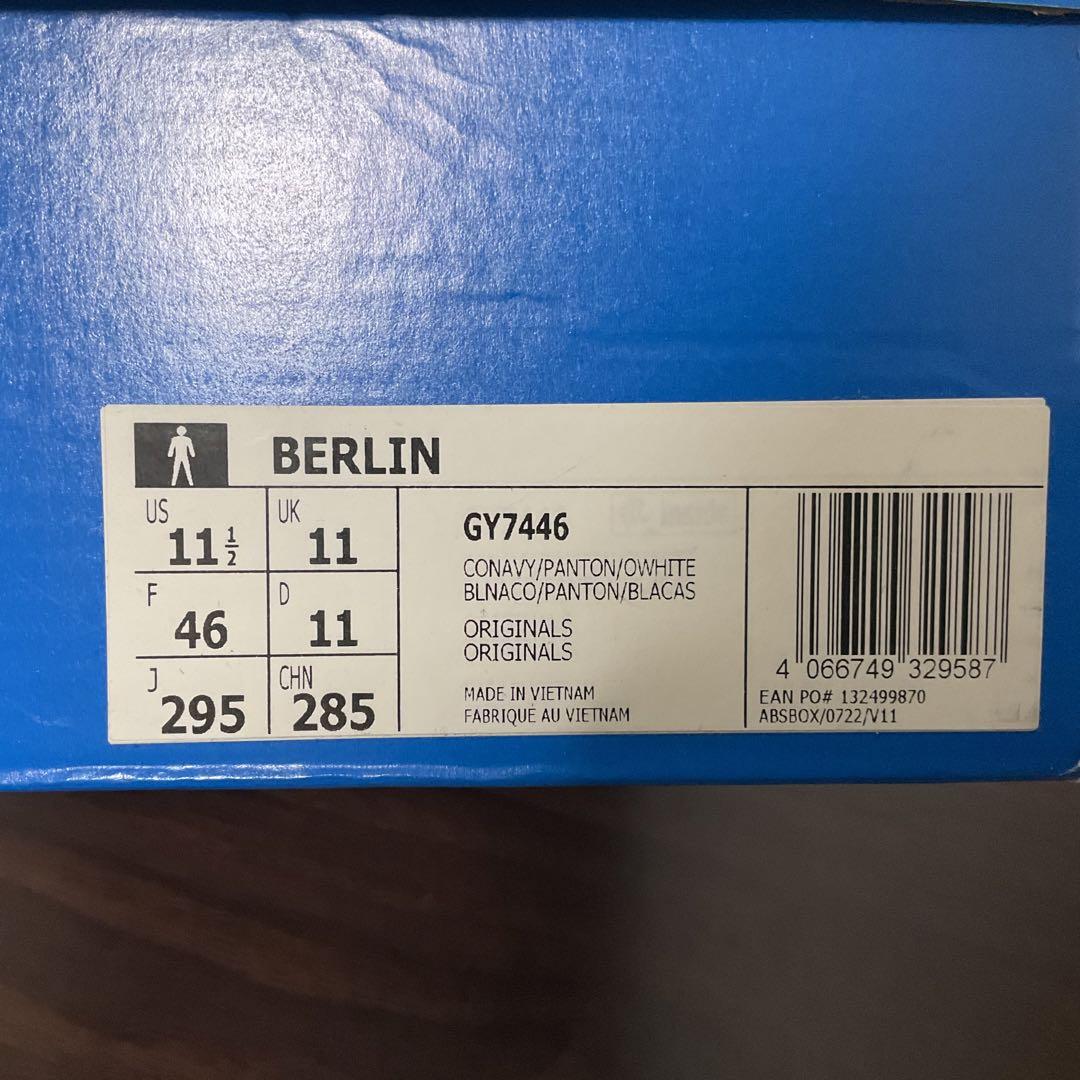 BERLIN
US 11 1/2
UK 11
F 46
D 11
J 295
CHN 285
GY7446
CONAVY/PANTON/OWHITE
BLNACO/PANTON/BLACAS
ORIGINALS
ORIGINALS
MADE IN VIETNAM
FABRIQUÉ AU VIETNAM
4 066749 329587
EAN PO# 132499870
ABSBOX/0722/V11